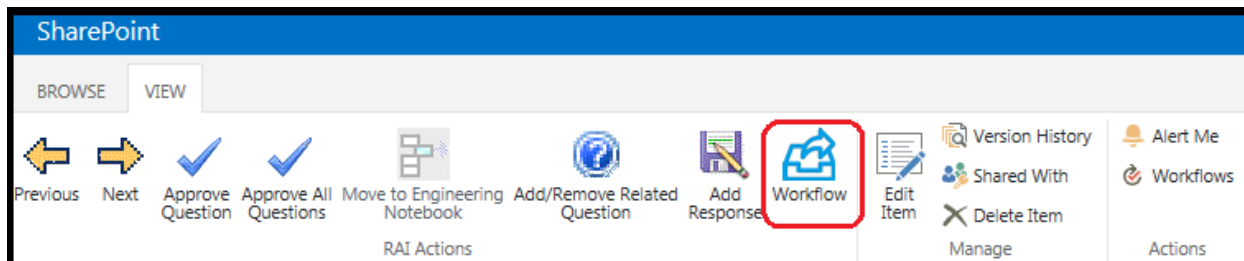 SharePoint
BROWSE VIEW
Previous
Next
Approve
Question
Approve All
Questions
Move to Engineering
Notebook
Add/Remove Related
Question
Add
Response
Workflow
RAI Actions
Edit
Item
Version History
Shared With
Delete Item
Manage
Alert Me
Workflows
Actions